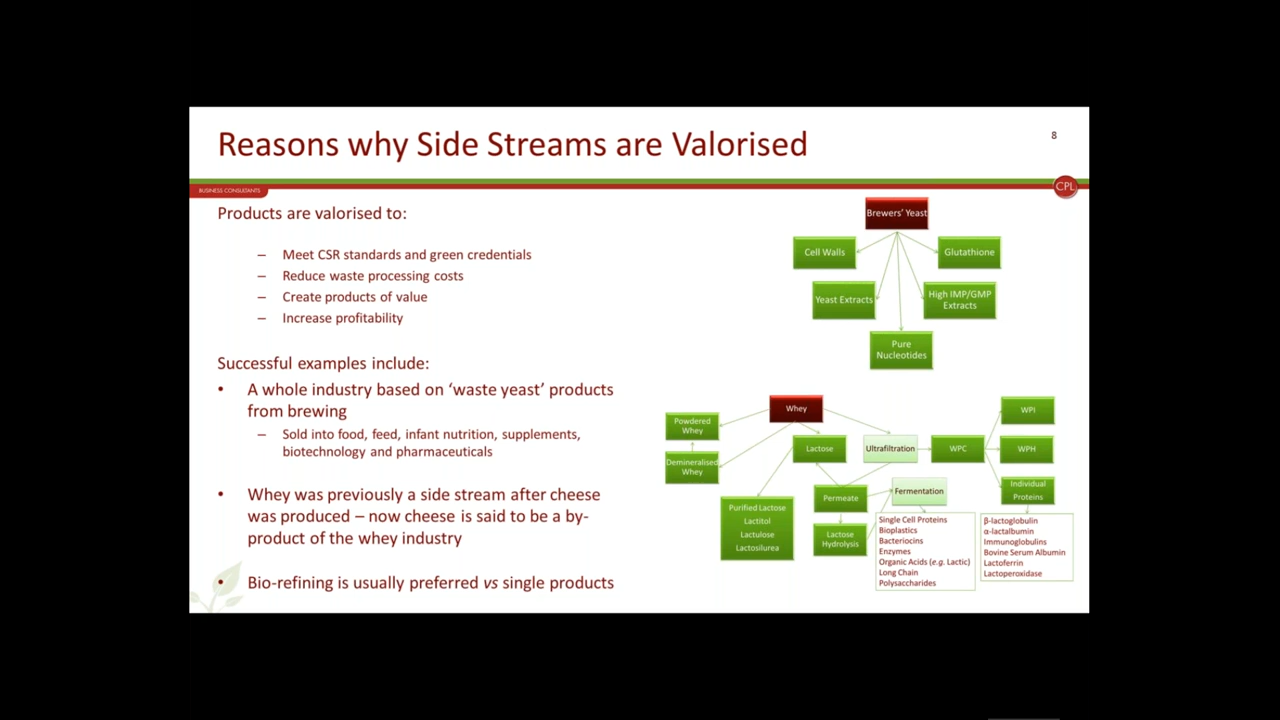 Reasons why Side Streams are Valorised
8
BUSINESS CONSULTANTS
CPL
Products are valorised to:
– Meet CSR standards and green credentials
– Reduce waste processing costs
– Create products of value
– Increase profitability
Successful examples include:
• A whole industry based on ‘waste yeast’ products
from brewing
– Sold into food, feed, infant nutrition, supplements,
biotechnology and pharmaceuticals
• Whey was previously a side stream after cheese
was produced – now cheese is said to be a by-
product of the whey industry
• Bio-refining is usually preferred vs single products
Brewers’ Yeast
Cell Walls
Glutathione
Yeast Extracts
High IMP/GMP
Extracts
Pure
Nucleotides
Whey
Powdered
Whey
Demineralised
Whey
Lactose
Ultrafiltration
WPC
WPI
WPH
Individual
Proteins
Purified Lactose
Lactitol
Lactulose
Lactosilurea
Permeate
Lactose
Hydrolysis
Fermentation
Single Cell Proteins
Bioplastics
Bacteriocins
Enzymes
Organic Acids (e.g. Lactic)
Long Chain
Polysaccharides
β-lactoglobulin
α-lactalbumin
Immunoglobulins
Bovine Serum Albumin
Lactoferrin
Lactoperoxidase